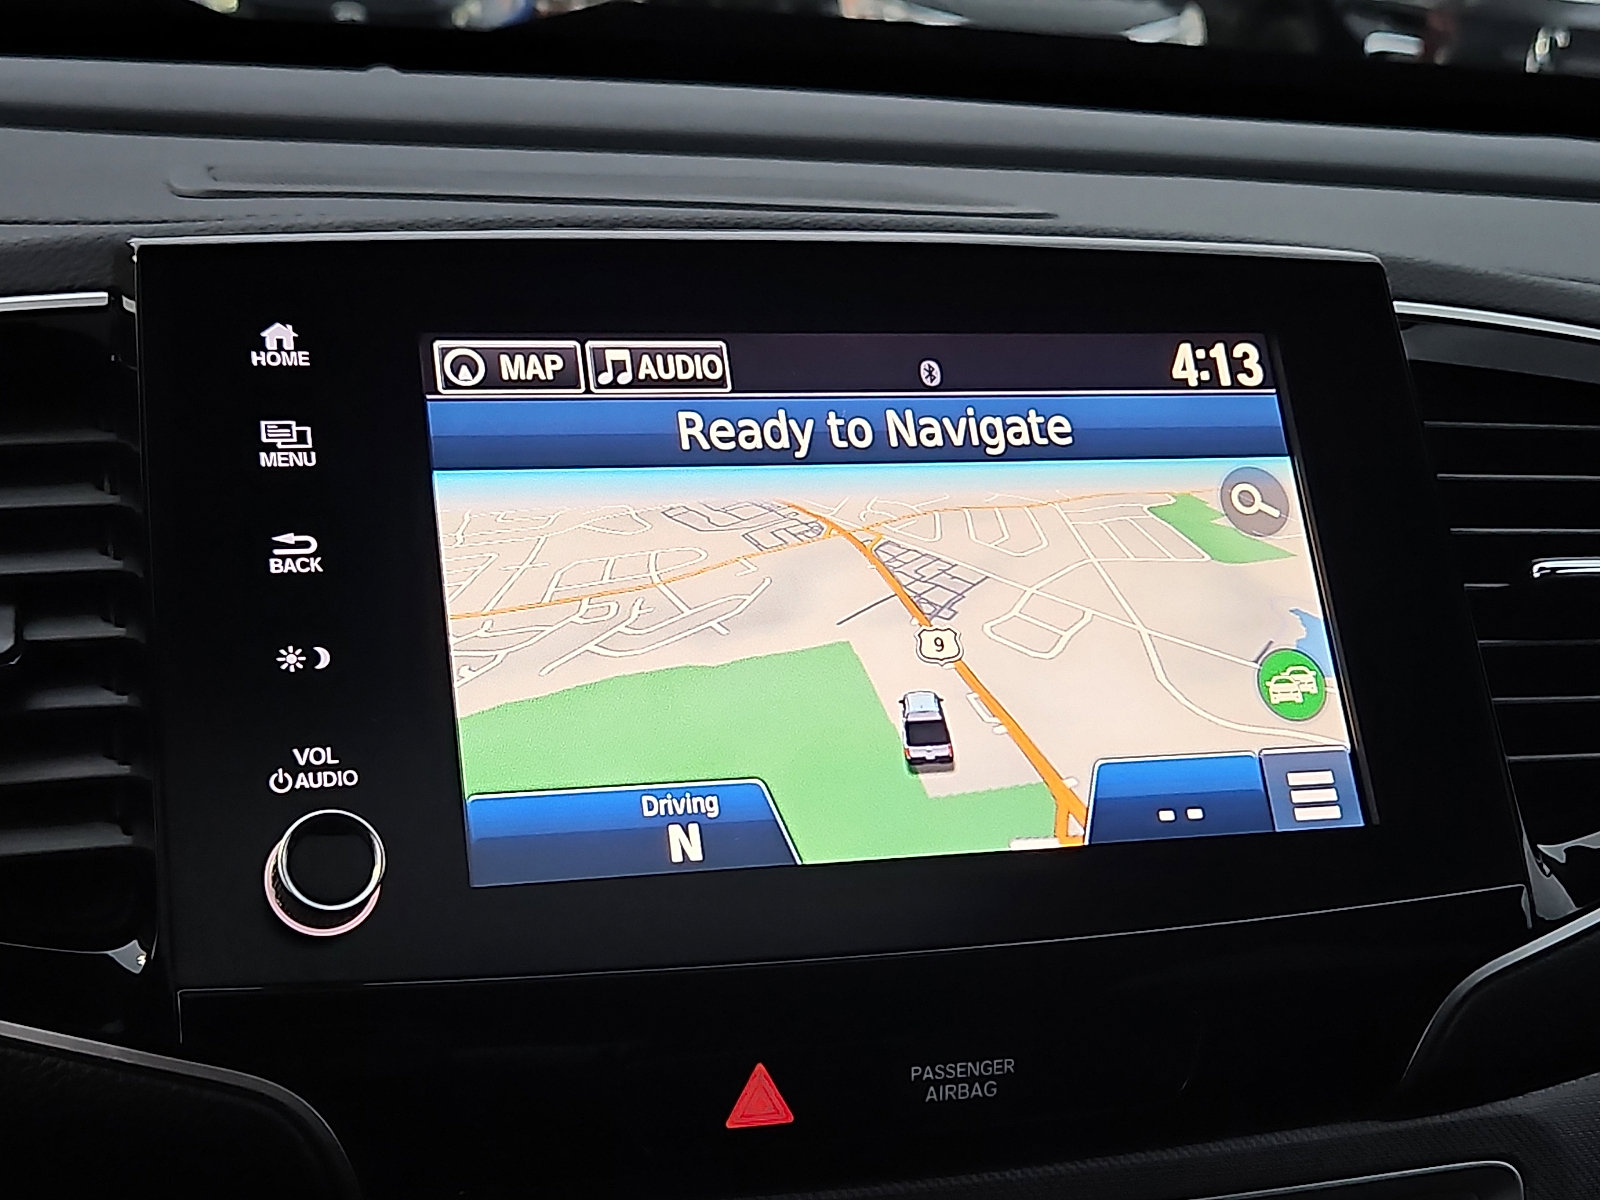 HOME
MENU
BACK
VOL
AUDIO
MAP
AUDIO
4:13
Ready to Navigate
9
Driving
N
--
PASSENGER
AIRBAG